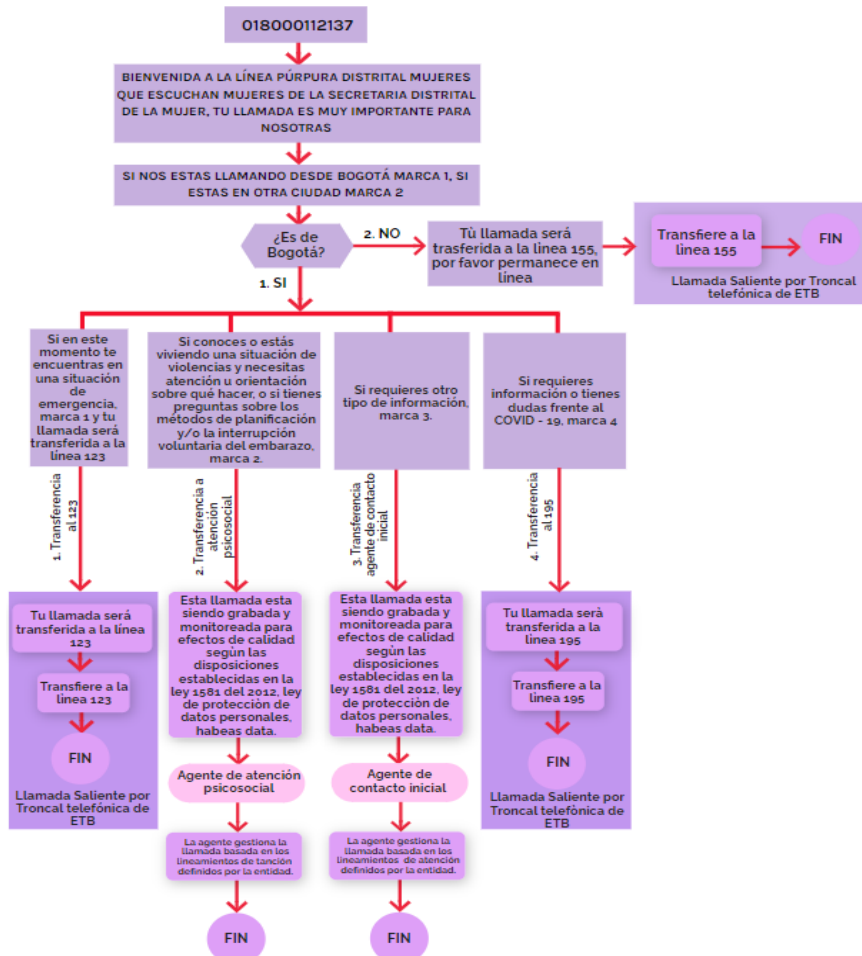 018000112137
BIENVENIDA A LA LÍNEA PÚRPURA DISTRITAL MUJERES
QUE ESCUCHAN MUJERES DE LA SECRETARIA DISTRITAL
DE LA MUJER, TU LLAMADA ES MUY IMPORTANTE PARA
NOSOTRAS
SI NOS ESTAS LLAMANDO DESDE BOGOTÁ MARCA 1, SI
ESTAS EN OTRA CIUDAD MARCA 2
¿Es de
Bogotá?
2. NO
Tù llamada será
trasferida a la linea 155,
por favor permanece en
línea
Transfiere a la
linea 155
FIN
Llamada Saliente por Troncal
telefónica de ETB
1. SI
Si en este
momento te
encuentras en
una situación
de
emergencia,
marca 1 y tu
llamada será
transferida a la
línea 123
Si conoces o estás
viviendo una situación de
violencias y necesitas
atención u orientación
sobre qué hacer, o si tienes
preguntas sobre los
métodos de planificación
y/o la interrupción
voluntaria del embarazo,
marca 2.
Si requieres otro
tipo de información,
marca 3.
Si requieres
información o tienes
dudas frente al
COVID - 19, marca 4
1. Transferencia
al 123
2. Transferencia a
atención
psicosocial
3. Transferencia
agente de contacto
inicial
4. Transferencia
al 195
Tu llamada será
transferida a la línea
123
Transfiere a la
línea 123
FIN
Llamada Saliente por
Troncal telefónica de
ETB
Esta llamada esta
siendo grabada y
monitoreada para
efectos de calidad
según las
disposiciones
establecidas en la
ley 1581 del 2012, ley
de protecciòn de
datos personales,
habeas data.
Agente de atención
psicosocial
La agente gestiona la
llamada basada en los
lineamientos de tanción
definidos por la entidad.
FIN
Esta llamada esta
siendo grabada y
monitoreada para
efectos de calidad
según las
disposiciones
establecidas en la
ley 1581 del 2012, ley
de protecciòn de
datos personales,
habeas data.
Agente de
contacto inicial
La agente gestiona la
llamada basada en los
lineamientos de atención
definidos por la entidad.
FIN
Tu llamada serà
transferida a la línea
195
Transfiere a la
línea 195
FIN
Llamada Saliente por
Troncal telefònica de
ETB